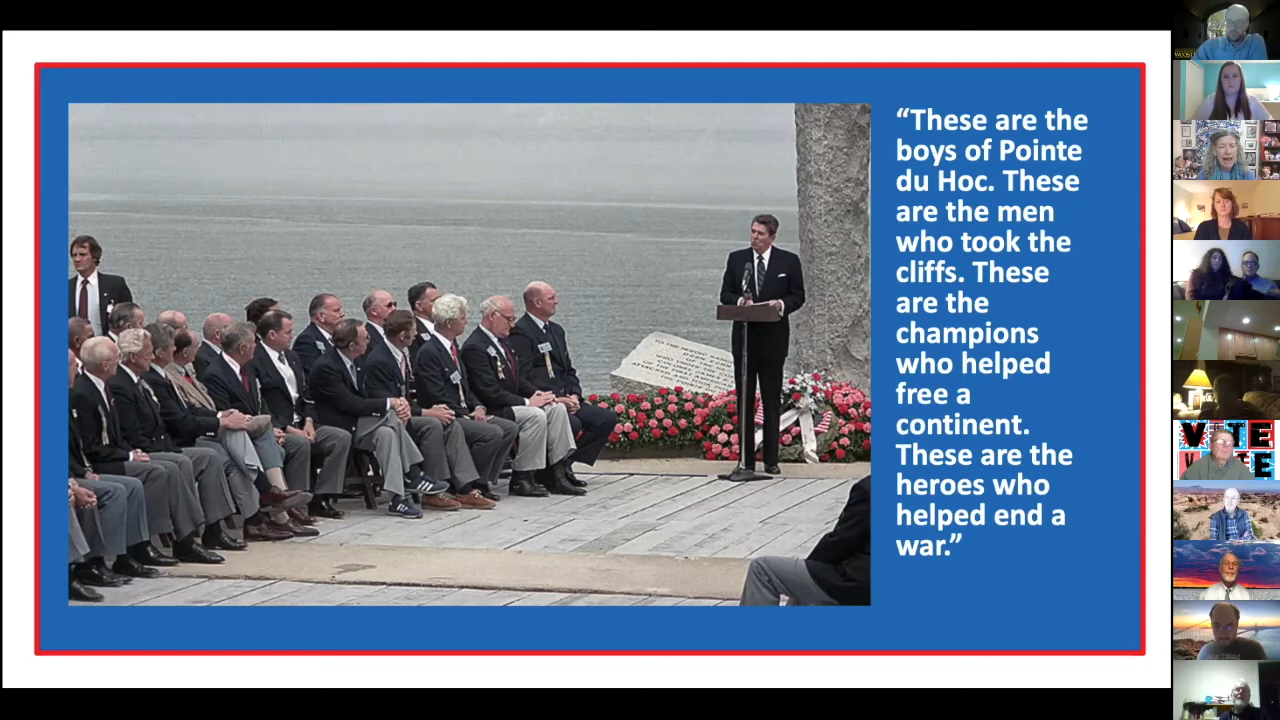 “These are the
boys of Pointe
du Hoc. These
are the men
who took the
cliffs. These
are the
champions
who helped
free a
continent.
These are the
heroes who
helped end a
war.”
VOTE